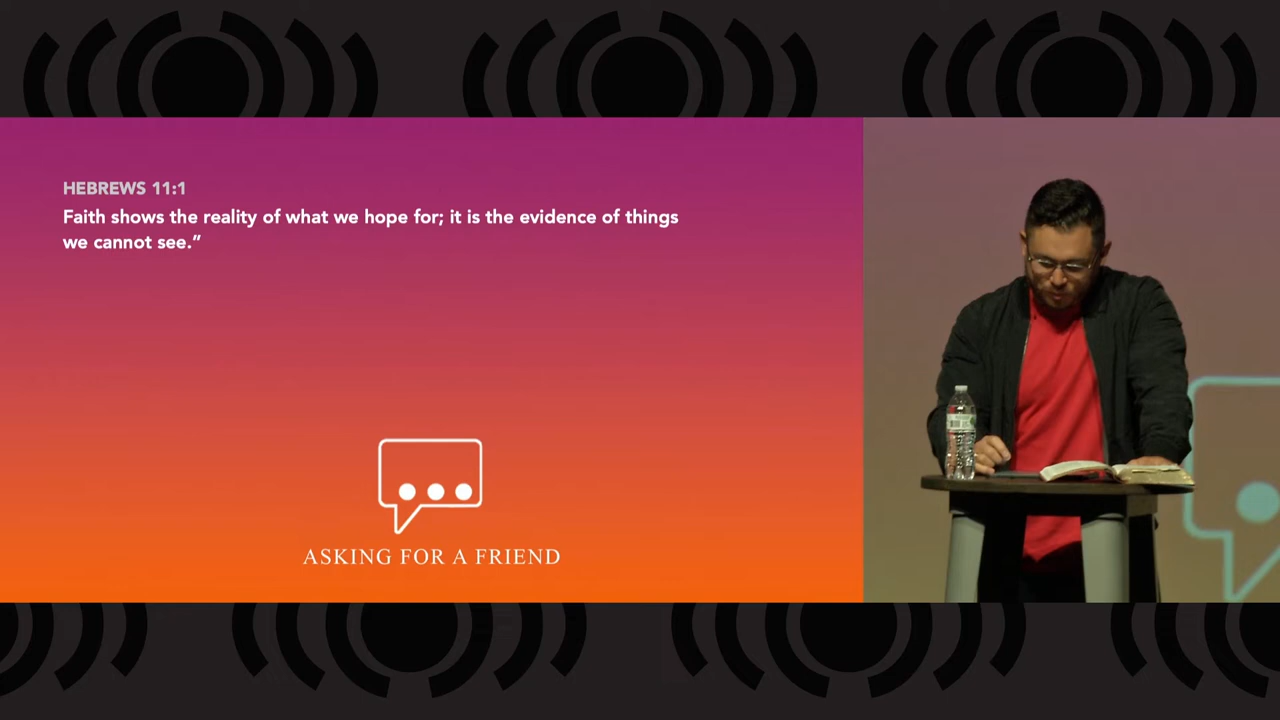 HEBREWS 11:1
Faith shows the reality of what we hope for; it is the evidence of things
we cannot see.”
ASKING FOR A FRIEND